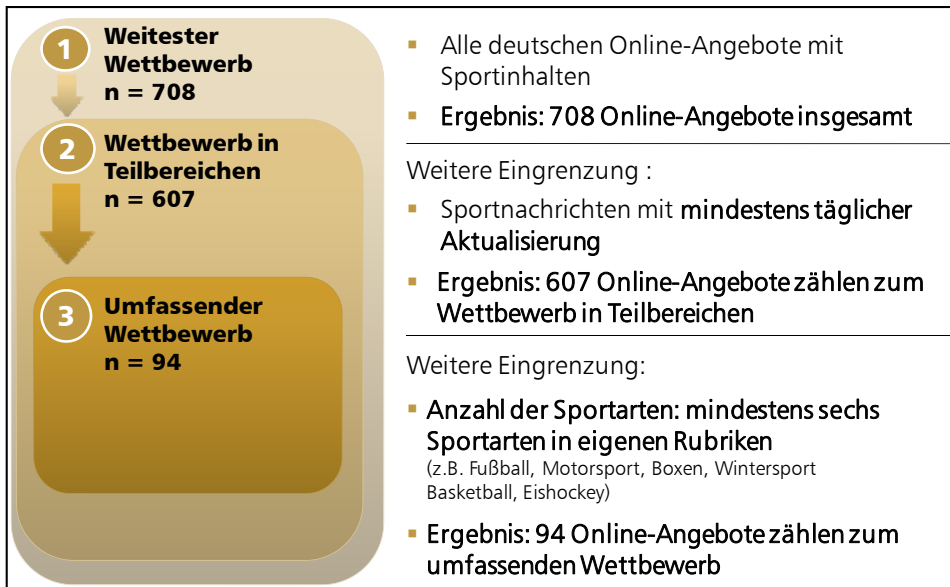 1
Weitester
Wettbewerb
n = 708
▪ Alle deutschen Online-Angebote mit
Sportinhalten
▪ Ergebnis: 708 Online-Angebote insgesamt
2
Wettbewerb in
Teilbereichen
n = 607
Weitere Eingrenzung :
▪ Sportnachrichten mit mindestens täglicher
Aktualisierung
▪ Ergebnis: 607 Online-Angebote zählen zum
Wettbewerb in Teilbereichen
3
Umfassender
Wettbewerb
n = 94
Weitere Eingrenzung:
▪ Anzahl der Sportarten: mindestens sechs
Sportarten in eigenen Rubriken
(z.B. Fußball, Motorsport, Boxen, Wintersport
Basketball, Eishockey)
▪ Ergebnis: 94 Online-Angebote zählen zum
umfassenden Wettbewerb